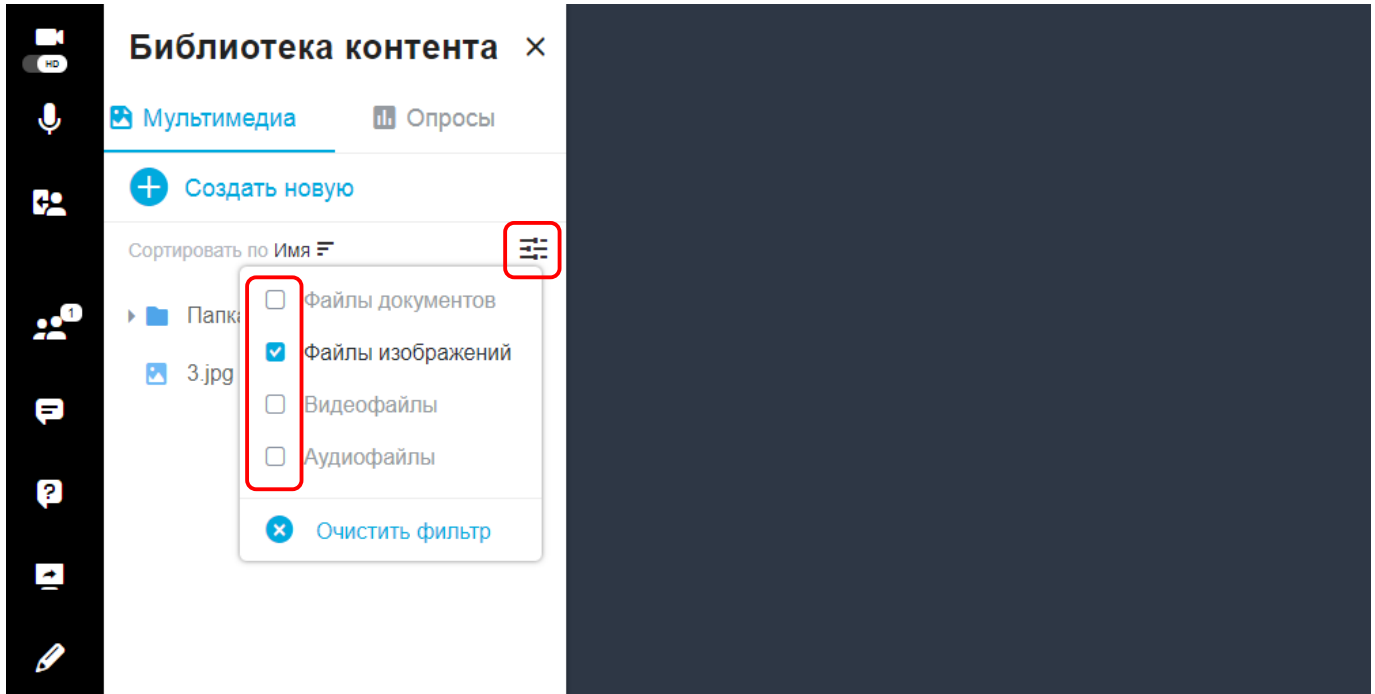 HD
Библиотека контента
Мультимедиа
Опросы
Создать новую
Сортировать по Имя
Файлы документов
1
Файлы изображений
3.jpg
Видеофайлы
Аудиофайлы
Очистить фильтр